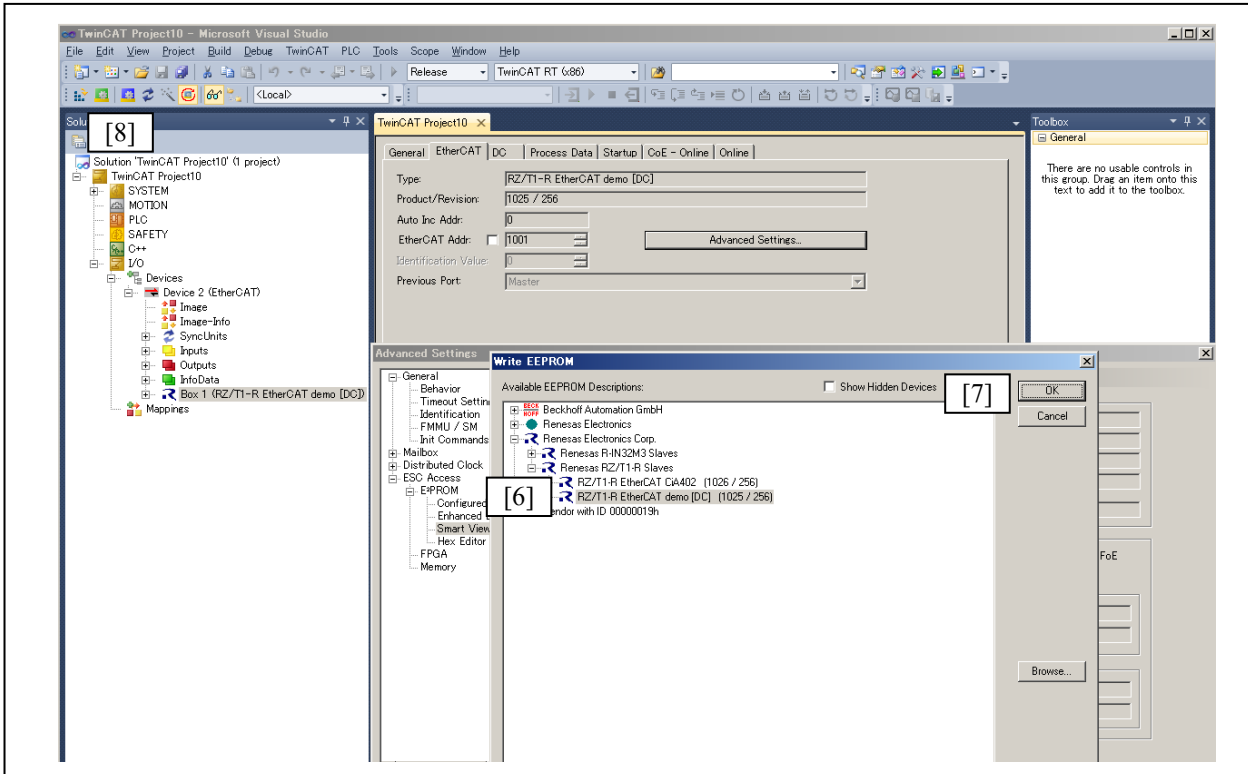 TwinCAT Project10 - Microsoft Visual Studio
File Edit View Project Build Debug TwinCAT PLC Tools Scope Window Help
Release TwinCAT RT (x86)
<Local>
[8]
Solu
TwinCAT Project10
Toolbox
General
There are no usable controls in
this group. Drag an item onto this
text to add it to the toolbox.
Solution 'TwinCAT Project10' (1 project)
TwinCAT Project10
SYSTEM
MOTION
PLC
SAFETY
C++
I/O
Devices
Device 2 (EtherCAT)
Image
Image-Info
SyncUnits
Inputs
Outputs
InfoData
Box 1 (RZ/T1-R EtherCAT demo [DC])
Mappings
General EtherCAT DC Process Data Startup CoE - Online Online
Type: RZ/T1-R EtherCAT demo [DC]
Product/Revision: 1025 / 256
Auto Inc Addr: 0
EtherCAT Addr: 1001 Advanced Settings...
Identification Value: 0
Previous Port: Master
Advanced Settings
General
Behavior
Timeout Settin
Identification
FMMU / SM
Init Commands
Mailbox
Distributed Clock
ESC Access
E²PROM
Configured
Enhanced
Smart View
Hex Editor
FPGA
Memory
Write EEPROM
Available EEPROM Descriptions: Show Hidden Devices
[7]
OK
Cancel
Beckhoff Automation GmbH
Renesas Electronics
Renesas Electronics Corp.
Renesas R-IN32M3 Slaves
Renesas RZ/T1-R Slaves
RZ/T1-R EtherCAT CiA402 (1026 / 256)
[6]
RZ/T1-R EtherCAT demo [DC] (1025 / 256)
endor with ID 00000019h
FoE
Browse...